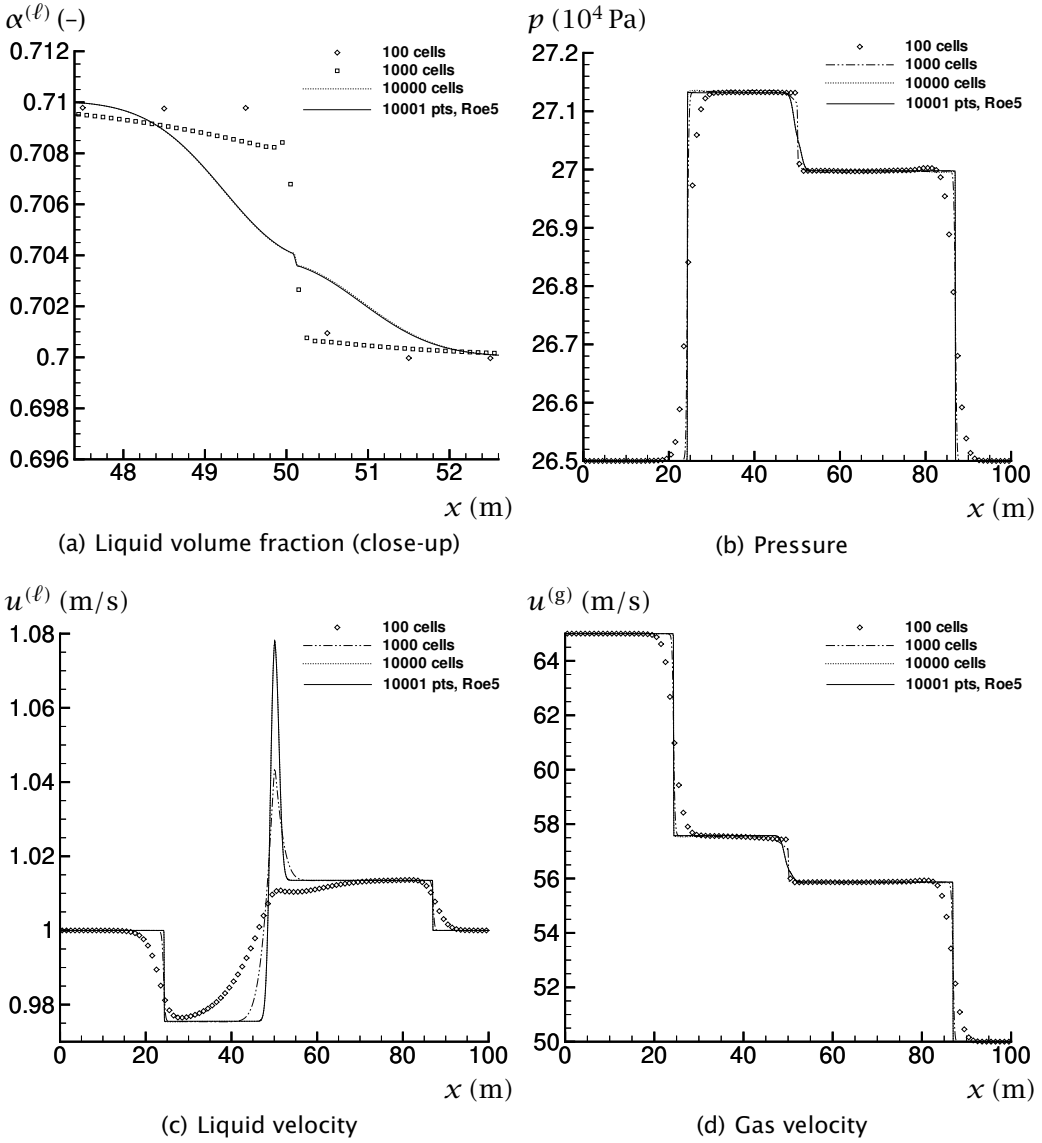 α^(ℓ) (–)
0.712
0.71
0.708
0.706
0.704
0.702
0.7
0.698
0.696
48 49 50 51 52
x (m)
100 cells
1000 cells
10000 cells
10001 pts, Roe5
(a) Liquid volume fraction (close-up)
p (10^4 Pa)
27.2
27.1
27
26.9
26.8
26.7
26.6
26.5
0 20 40 60 80 100
x (m)
100 cells
1000 cells
10000 cells
10001 pts, Roe5
(b) Pressure
u^(ℓ) (m/s)
1.08
1.06
1.04
1.02
1
0.98
0 20 40 60 80 100
x (m)
100 cells
1000 cells
10000 cells
10001 pts, Roe5
(c) Liquid velocity
u^(g) (m/s)
64
62
60
58
56
54
52
50
0 20 40 60 80 100
x (m)
100 cells
1000 cells
10000 cells
10001 pts, Roe5
(d) Gas velocity